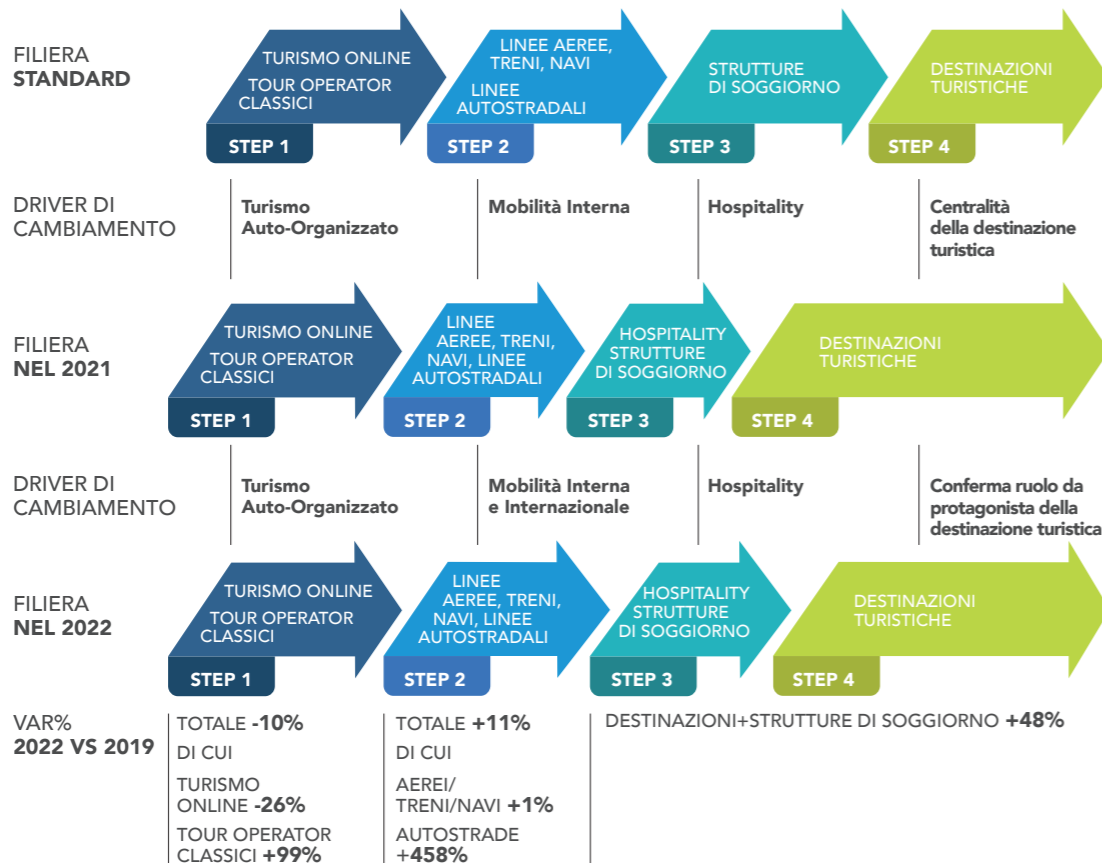 FILIERA
STANDARD
TURISMO ONLINE
TOUR OPERATOR
CLASSICI
STEP 1
LINEE AEREE,
TRENI, NAVI
LINEE
AUTOSTRADALI
STEP 2
STRUTTURE
DI SOGGIORNO
STEP 3
DESTINAZIONI
TURISTICHE
STEP 4
DRIVER DI
CAMBIAMENTO
Turismo
Auto-Organizzato
Mobilità Interna
Hospitality
Centralità
della destinazione
turistica
FILIERA
NEL 2021
TURISMO ONLINE
TOUR OPERATOR
CLASSICI
STEP 1
LINEE
AEREE, TRENI,
NAVI, LINEE
AUTOSTRADALI
STEP 2
HOSPITALITY
STRUTTURE
DI SOGGIORNO
STEP 3
DESTINAZIONI
TURISTICHE
STEP 4
DRIVER DI
CAMBIAMENTO
Turismo
Auto-Organizzato
Mobilità Interna
e Internazionale
Hospitality
Conferma ruolo da
protagonista della
destinazione turistica
FILIERA
NEL 2022
TURISMO ONLINE
TOUR OPERATOR
CLASSICI
STEP 1
LINEE
AEREE, TRENI,
NAVI, LINEE
AUTOSTRADALI
STEP 2
HOSPITALITY
STRUTTURE
DI SOGGIORNO
STEP 3
DESTINAZIONI
TURISTICHE
STEP 4
VAR%
2022 VS 2019
TOTALE -10%
DI CUI
TURISMO
ONLINE -26%
TOUR OPERATOR
CLASSICI +99%
TOTALE +11%
DI CUI
AEREI/
TRENI/NAVI +1%
AUTOSTRADE
+458%
DESTINAZIONI+STRUTTURE DI SOGGIORNO +48%